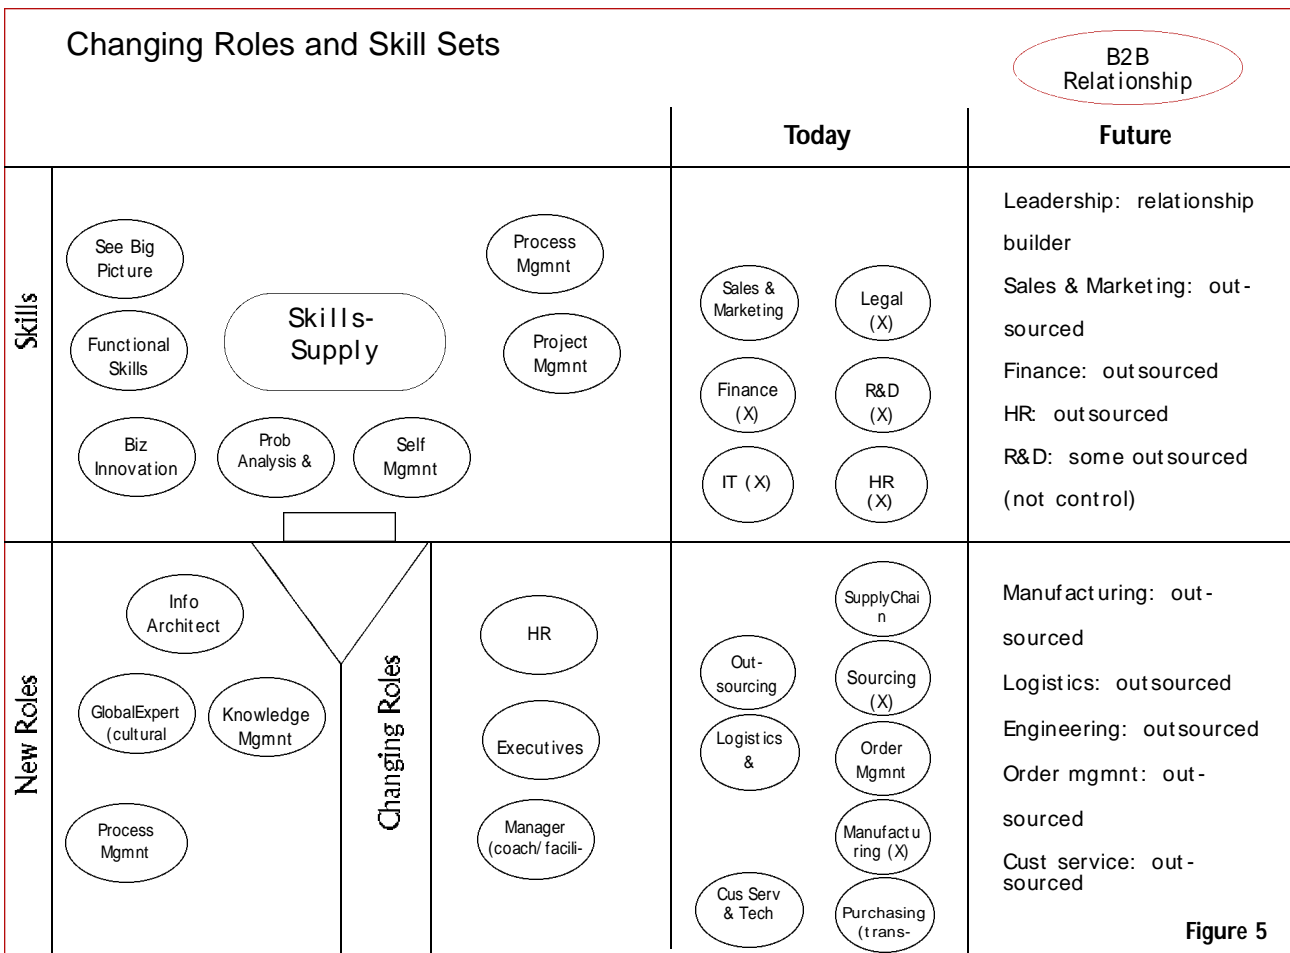 Changing Roles and Skill Sets
B2B
Relationship
Today
Future
Skills
See Big
Picture
Functional
Skills
Biz
Innovation
Prob
Analysis &
Self
Mgmnt
Skills-
Supply
Process
Mgmnt
Project
Mgmnt
Sales &
Marketing
Legal
(X)
Finance
(X)
R&D
(X)
IT (X)
HR
(X)
Leadership: relationship
builder
Sales & Marketing: out-
sourced
Finance: outsourced
HR: outsourced
R&D: some outsourced
(not control)
New Roles
Info
Architect
GlobalExpert
(cultural
Knowledge
Mgmnt
Process
Mgmnt
Changing Roles
HR
Executives
Manager
(coach/facili-
SupplyChai
n
Out-
sourcing
Sourcing
(X)
Logistics
&
Order
Mgmnt
Manufactu
ring (X)
Cus Serv
& Tech
Purchasing
(trans-
Manufacturing: out-
sourced
Logistics: outsourced
Engineering: outsourced
Order mgmnt: out-
sourced
Cust service: out-
sourced
Figure 5